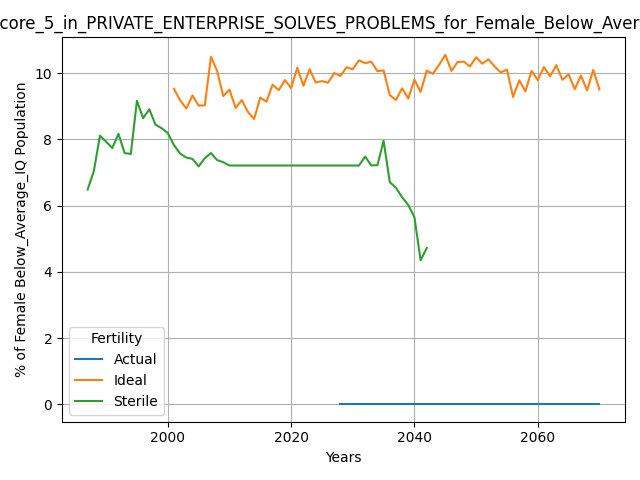 core_5_in_PRIVATE_ENTERPRISE_SOLVES_PROBLEMS_for_Female_Below_Aver
10
8
6
4
2
0
% of Female Below_Average_IQ Population
Fertility
Actual
Ideal
Sterile
2000
2020
2040
2060
Years